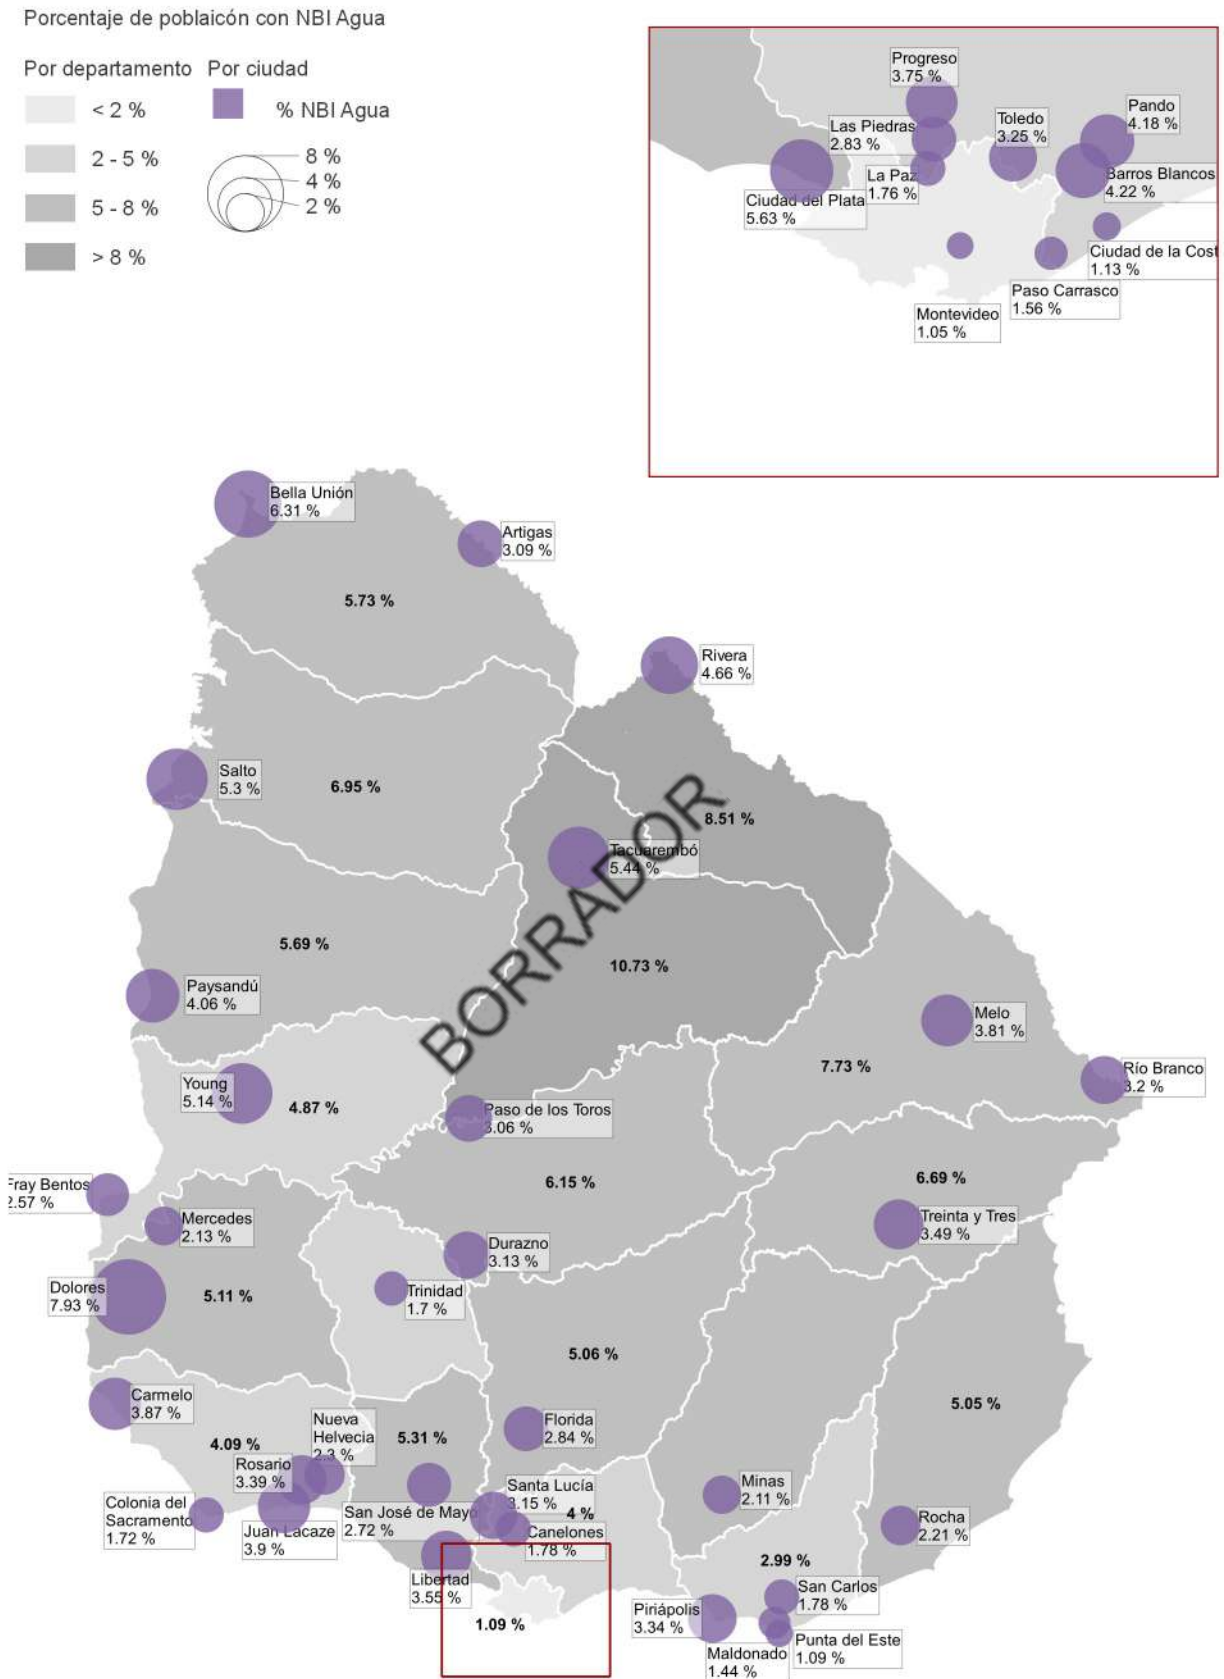 Porcentaje de poblaicón con NBI Agua
Por departamento
< 2 %
2 - 5 %
5 - 8 %
> 8 %
Por ciudad
% NBI Agua
8 %
4 %
2 %
Progreso
3.75 %
Las Piedras
2.83 %
La Paz
1.76 %
Toledo
3.25 %
Pando
4.18 %
Barros Blancos
4.22 %
Ciudad del Plata
5.63 %
Ciudad de la Cost
1.13 %
Paso Carrasco
1.56 %
Montevideo
1.05 %
Bella Unión
6.31 %
Artigas
3.09 %
5.73 %
Rivera
4.66 %
Salto
5.3 %
6.95 %
8.51 %
Tacuarembó
5.44 %
BORRADOR
5.69 %
10.73 %
Paysandú
4.06 %
Melo
3.81 %
7.73 %
Río Branco
3.2 %
Young
5.14 %
4.87 %
Paso de los Toros
3.06 %
6.15 %
6.69 %
Fray Bentos
2.57 %
Mercedes
2.13 %
Treinta y Tres
3.49 %
Durazno
3.13 %
Dolores
7.93 %
5.11 %
Trinidad
1.7 %
5.06 %
5.05 %
Carmelo
3.87 %
4.09 %
Nueva
Helvecia
2.3 %
5.31 %
Florida
2.84 %
Rosario
3.39 %
Colonia del
Sacramento
1.72 %
Juan Lacaze
3.9 %
San José de Mayo
2.72 %
Santa Lucía
3.15 %
4 %
Canelones
1.78 %
Minas
2.11 %
Rocha
2.21 %
2.99 %
Libertad
3.55 %
1.09 %
San Carlos
1.78 %
Piriápolis
3.34 %
Maldonado
1.44 %
Punta del Este
1.09 %